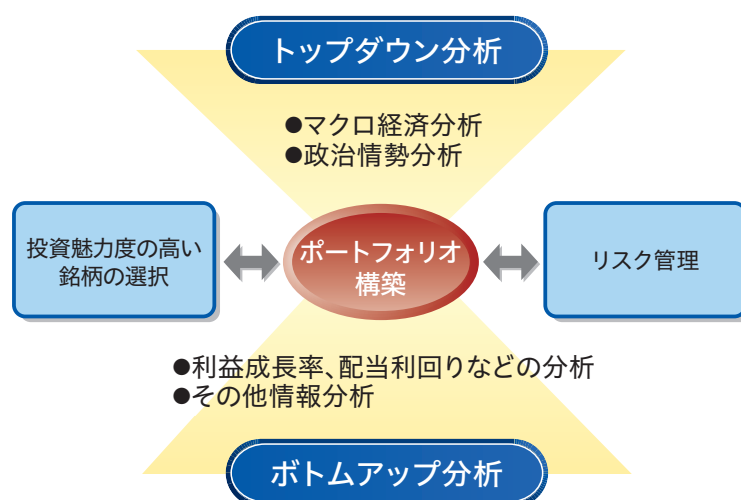 トップダウン分析
●マクロ経済分析
●政治情勢分析
投資魅力度の高い
銘柄の選択
ポートフォリオ
構築
リスク管理
●利益成長率、配当利回りなどの分析
●その他情報分析
ボトムアップ分析